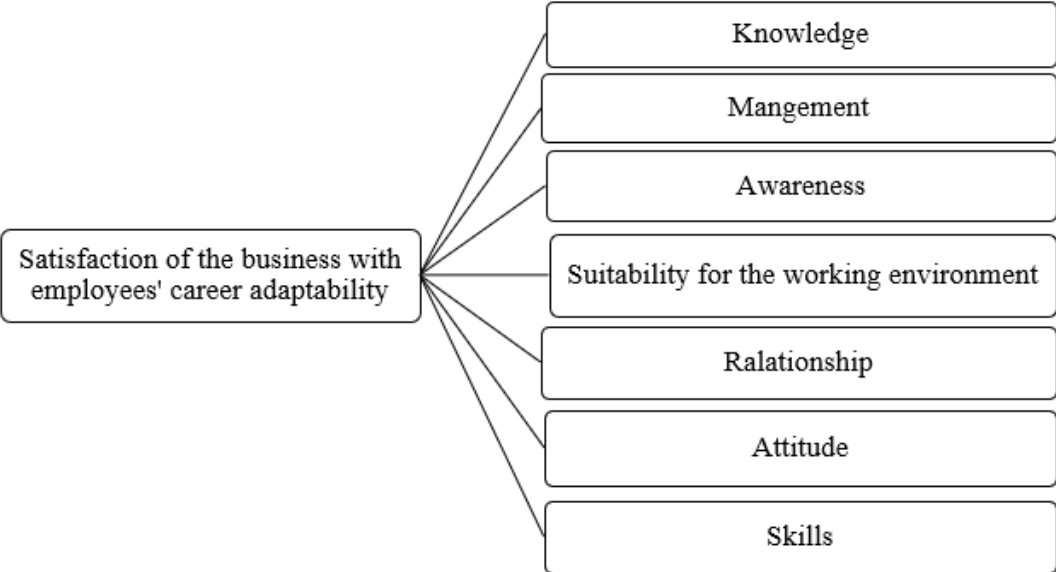 Knowledge
Mangement
Awareness
Satisfaction of the business with
employees' career adaptability
Suitability for the working environment
Ralationship
Attitude
Skills